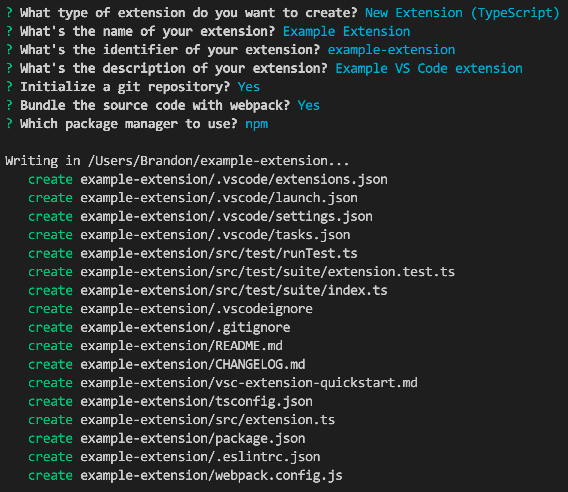 ? What type of extension do you want to create? New Extension (TypeScript)
? What's the name of your extension? Example Extension
? What's the identifier of your extension? example-extension
? What's the description of your extension? Example VS Code extension
? Initialize a git repository? Yes
? Bundle the source code with webpack? Yes
? Which package manager to use? npm
Writing in /Users/Brandon/example-extension...
create example-extension/.vscode/extensions.json
create example-extension/.vscode/launch.json
create example-extension/.vscode/settings.json
create example-extension/.vscode/tasks.json
create example-extension/src/test/runTest.ts
create example-extension/src/test/suite/extension.test.ts
create example-extension/src/test/suite/index.ts
create example-extension/.vscodeignore
create example-extension/.gitignore
create example-extension/README.md
create example-extension/CHANGELOG.md
create example-extension/vsc-extension-quickstart.md
create example-extension/tsconfig.json
create example-extension/src/extension.ts
create example-extension/package.json
create example-extension/.eslintrc.json
create example-extension/webpack.config.js